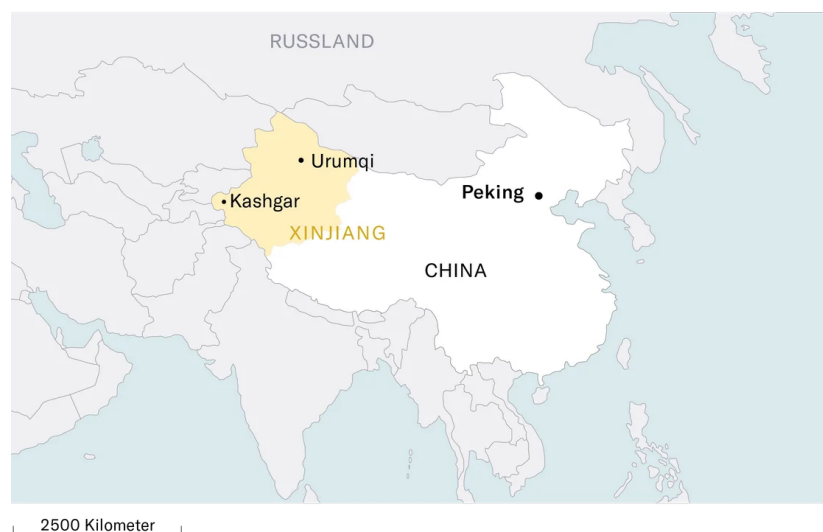 RUSSLAND
Urumqi
Peking
Kashgar
XINJIANG
CHINA
2500 Kilometer